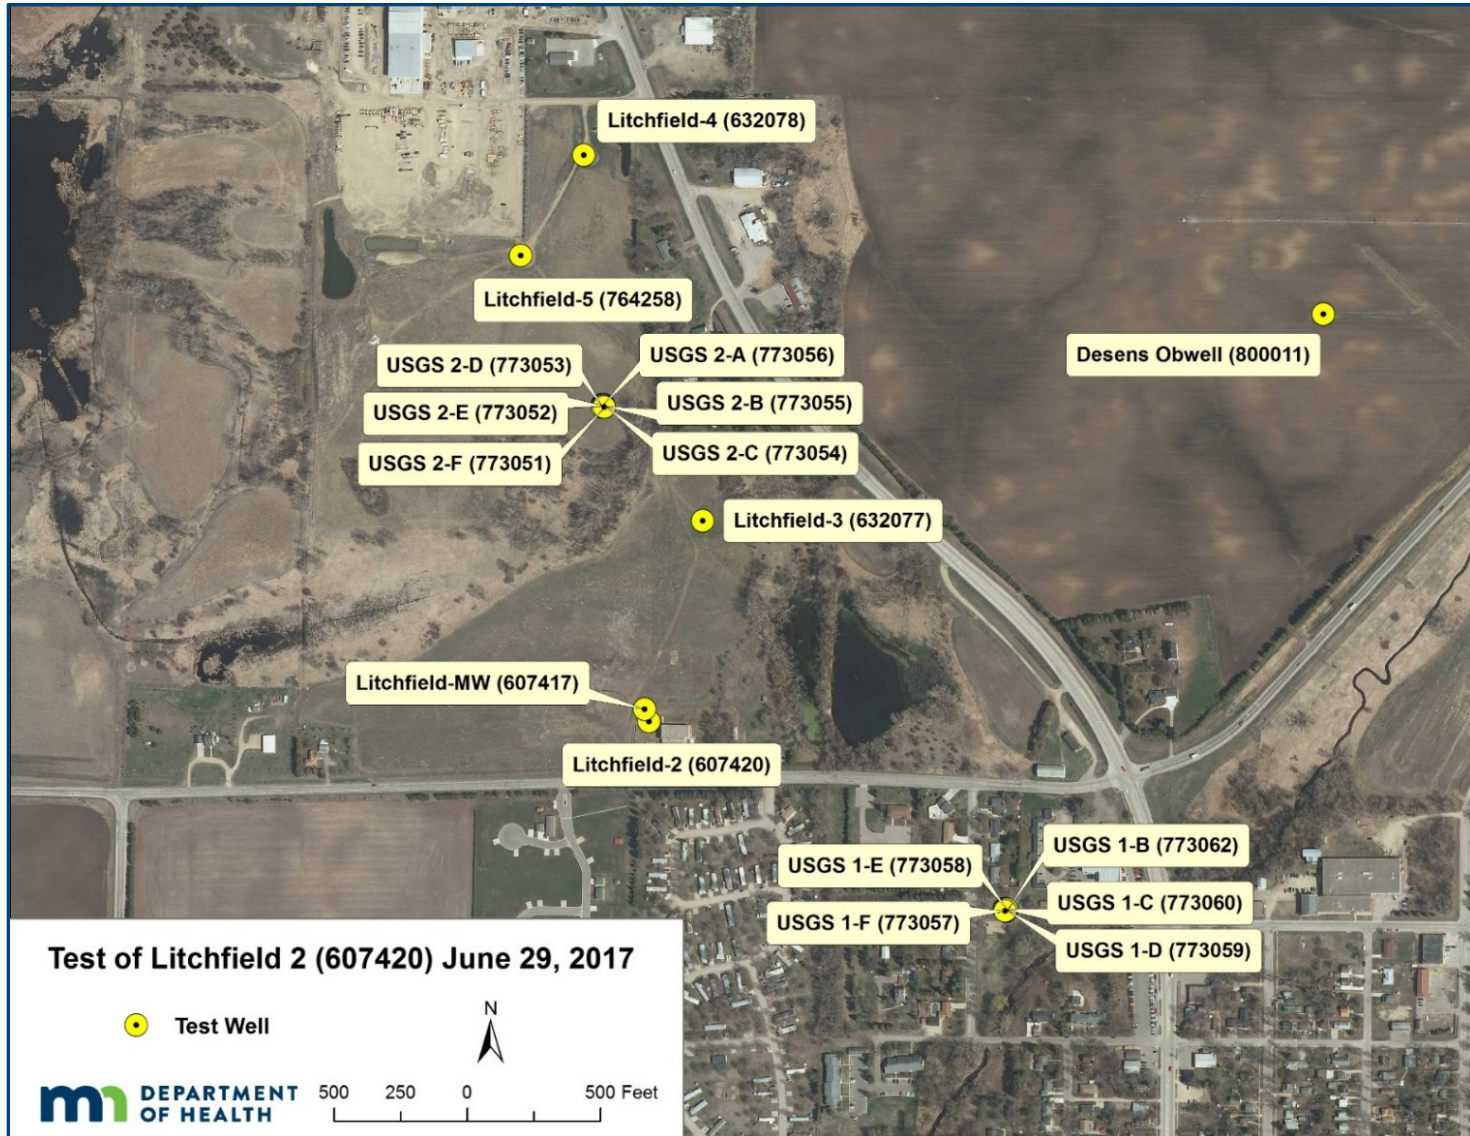 Litchfield-4 (632078)
Litchfield-5 (764258)
Desens Obwell (800011)
USGS 2-D (773053)
USGS 2-A (773056)
USGS 2-E (773052)
USGS 2-B (773055)
USGS 2-F (773051)
USGS 2-C (773054)
Litchfield-3 (632077)
Litchfield-MW (607417)
Litchfield-2 (607420)
USGS 1-E (773058)
USGS 1-B (773062)
USGS 1-F (773057)
USGS 1-C (773060)
USGS 1-D (773059)
Test of Litchfield 2 (607420) June 29, 2017
Test Well
N
mn DEPARTMENT
OF HEALTH
500 250 0 500 Feet